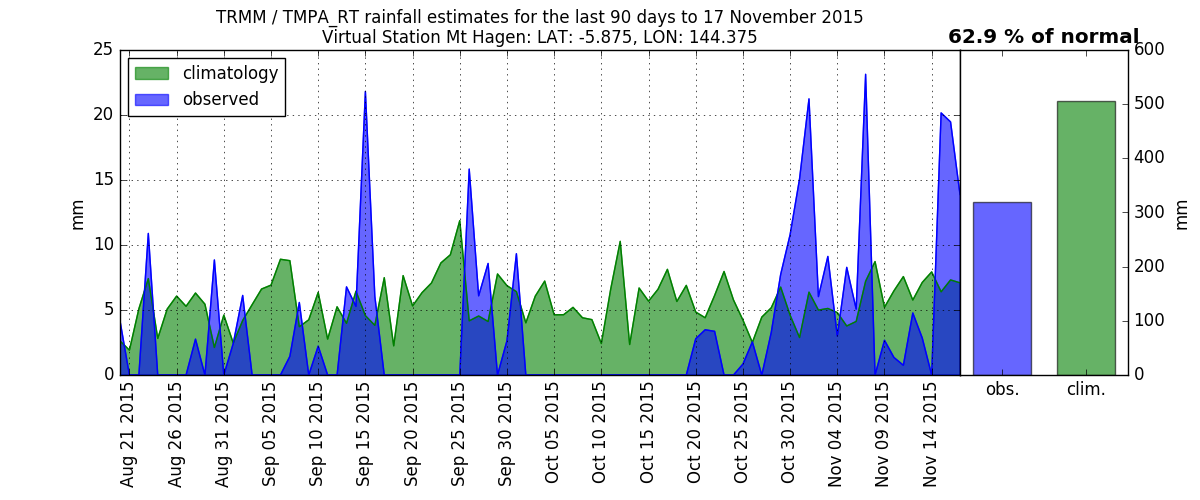 TRMM / TMPA_RT rainfall estimates for the last 90 days to 17 November 2015
Virtual Station Mt Hagen: LAT: -5.875, LON: 144.375
62.9 % of normal
climatology
observed
25
20
15
10
5
0
mm
Aug 21 2015
Aug 26 2015
Aug 31 2015
Sep 05 2015
Sep 10 2015
Sep 15 2015
Sep 20 2015
Sep 25 2015
Sep 30 2015
Oct 05 2015
Oct 10 2015
Oct 15 2015
Oct 20 2015
Oct 25 2015
Oct 30 2015
Nov 04 2015
Nov 09 2015
Nov 14 2015
obs.
clim.
600
500
400
300
200
100
0
mm